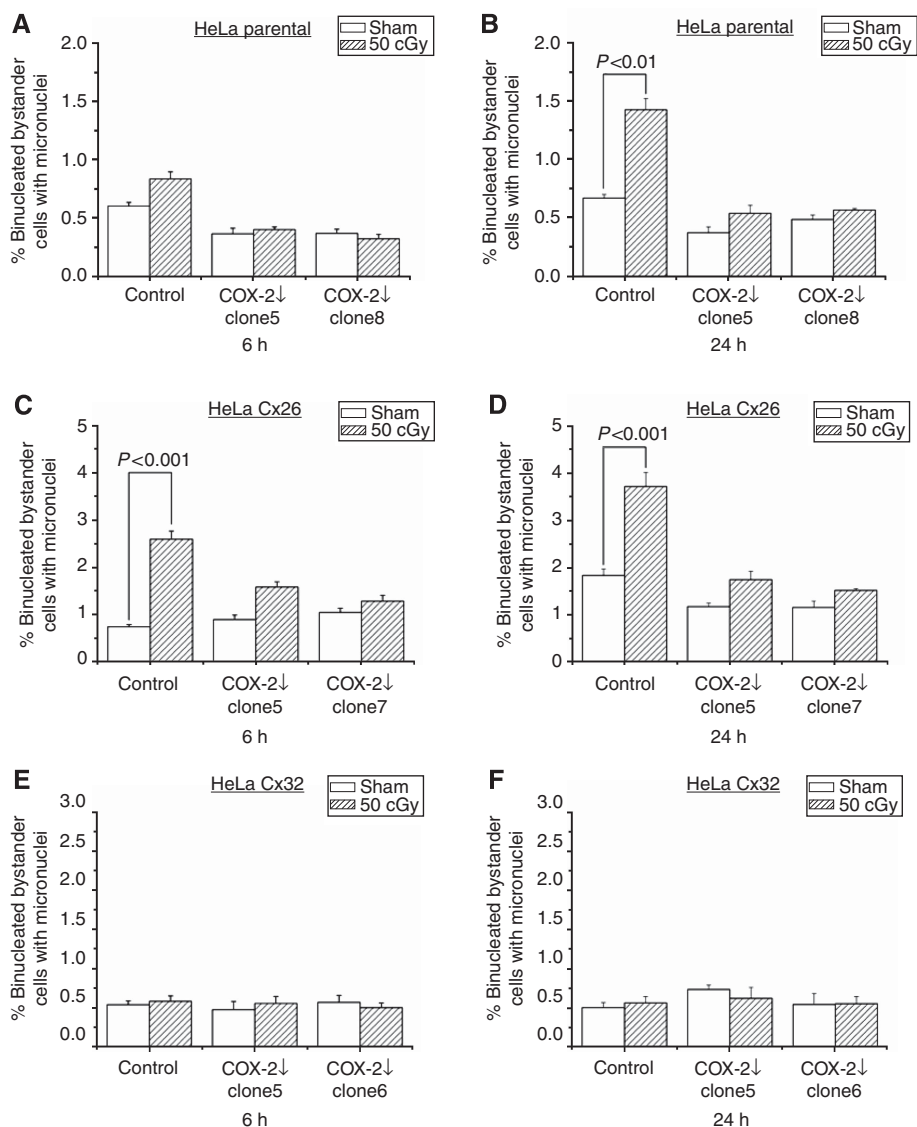 A
HeLa parental
Sham
50 cGy
% Binucleated bystander
cells with micronuclei
2.0
1.5
1.0
0.5
0.0
Control
COX-2↓
clone5
COX-2↓
clone8
6 h
B
HeLa parental
Sham
50 cGy
% Binucleated bystander
cells with micronuclei
2.0
1.5
1.0
0.5
0.0
P<0.01
Control
COX-2↓
clone5
COX-2↓
clone8
24 h
C
HeLa Cx26
Sham
50 cGy
% Binucleated bystander
cells with micronuclei
5
4
3
2
1
0
P<0.001
Control
COX-2↓
clone5
COX-2↓
clone7
6 h
D
HeLa Cx26
Sham
50 cGy
% Binucleated bystander
cells with micronuclei
5
4
3
2
1
0
P<0.001
Control
COX-2↓
clone5
COX-2↓
clone7
24 h
E
HeLa Cx32
Sham
50 cGy
% Binucleated bystander
cells with micronuclei
3.0
2.5
2.0
1.5
1.0
0.5
0.0
Control
COX-2↓
clone5
COX-2↓
clone6
6 h
F
HeLa Cx32
Sham
50 cGy
% Binucleated bystander
cells with micronuclei
3.0
2.5
2.0
1.5
1.0
0.5
0.0
Control
COX-2↓
clone5
COX-2↓
clone6
24 h